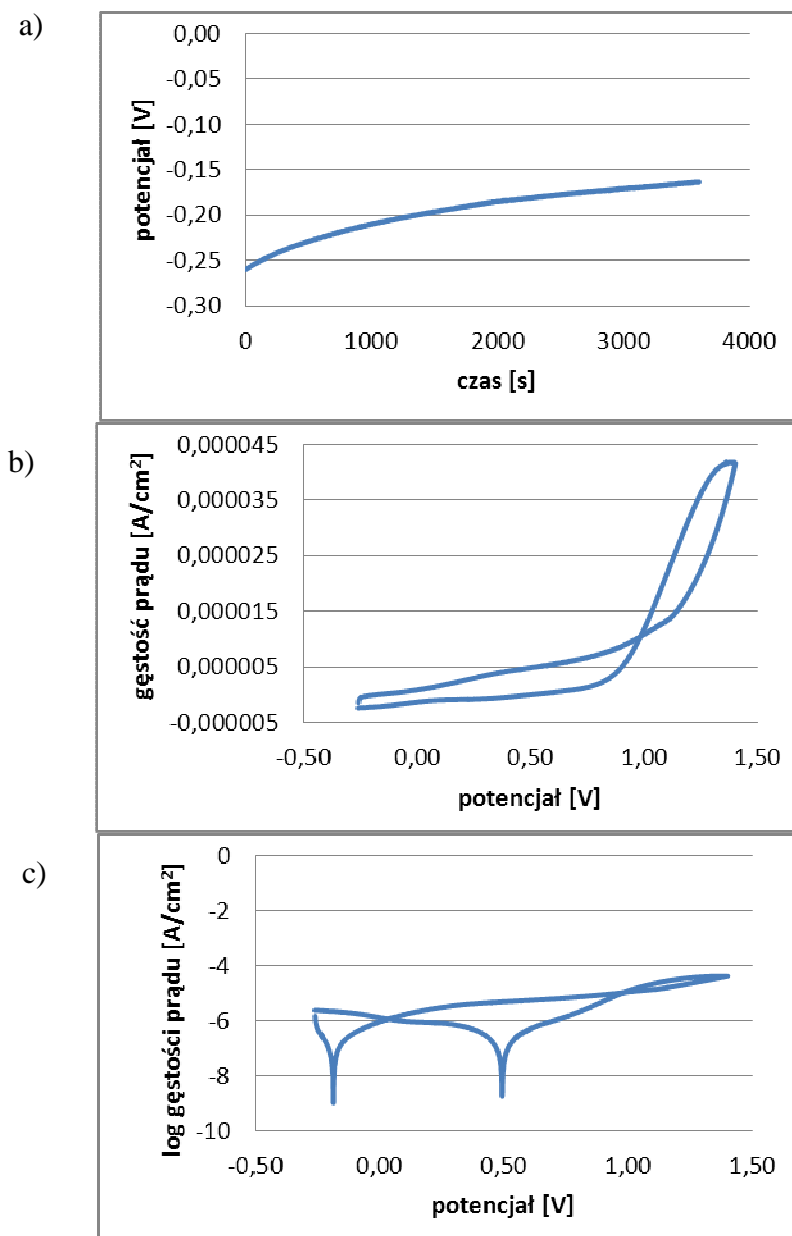 a)
0,00
-0,05
-0,10
-0,15
-0,20
-0,25
-0,30
potencjał [V]
0 1000 2000 3000 4000
czas [s]
b)
0,000045
0,000035
0,000025
0,000015
0,000005
-0,000005
gęstość prądu [A/cm²]
-0,50 0,00 0,50 1,00 1,50
potencjał [V]
c)
0
-2
-4
-6
-8
-10
log gęstości prądu [A/cm²]
-0,50 0,00 0,50 1,00 1,50
potencjał [V]